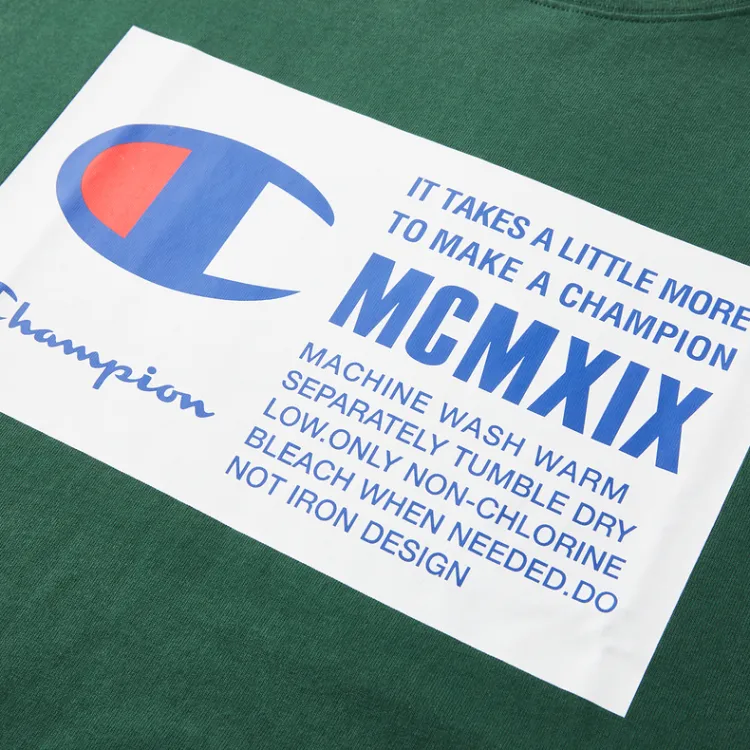 Champion
IT TAKES A LITTLE MORE
TO MAKE A CHAMPION
MCMXIX
MACHINE WASH WARM
SEPARATELY TUMBLE DRY
LOW.ONLY NON-CHLORINE
BLEACH WHEN NEEDED.DO
NOT IRON DESIGN